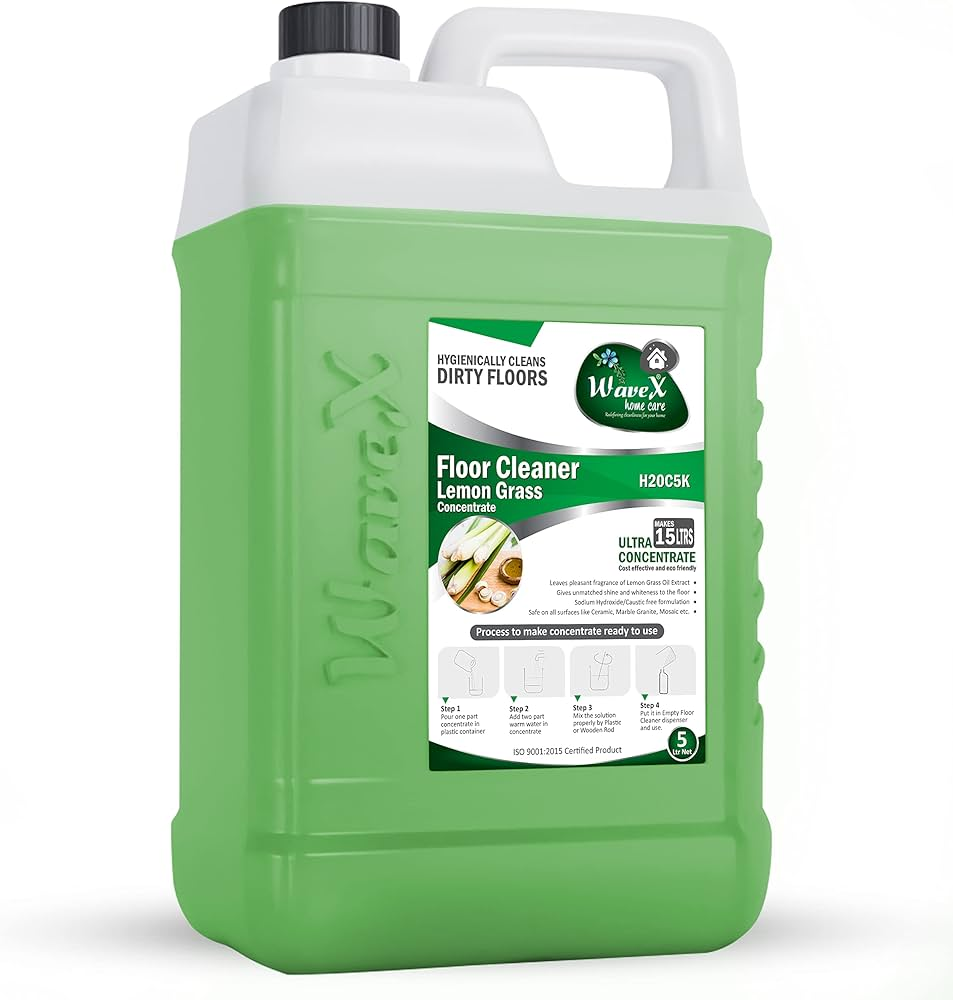 WaveX
HYGIENICALLY CLEANS
DIRTY FLOORS
WaveX®
home care
Redefining cleanliness for your home
Floor Cleaner
Lemon Grass
Concentrate
H20C5K
MAKES
15 LTRS
ULTRA
CONCENTRATE
Cost effective and eco friendly
Leaves pleasant fragrance of Lemon Grass Oil Extract •
Gives unmatched shine and whiteness to the floor •
Sodium Hydroxide/Caustic free formulation •
Safe on all surfaces like Ceramic, Marble Granite, Mosaic etc. •
Process to make concentrate ready to use
Step 1
Pour one part
concentrate in
plastic container
Step 2
Add two part
warm water in
concentrate
Step 3
Mix the solution
properly by Plastic
or Wooden Rod
Step 4
Put it in Empty Floor
Cleaner dispenser
and use.
ISO 9001:2015 Certified Product
5
Ltr Net